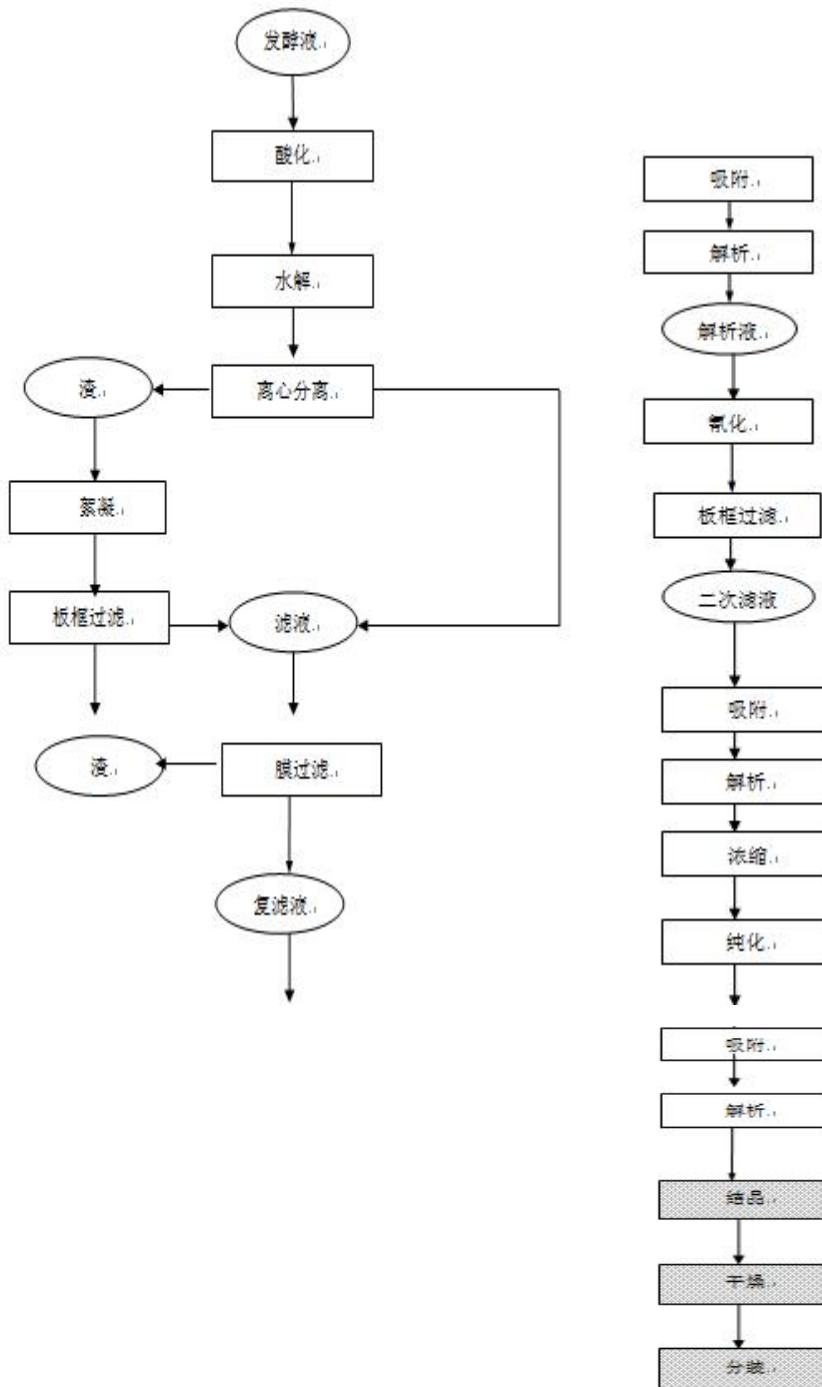 发酵液
酸化
水解
离心分离
渣
絮凝
板框过滤
滤液
膜过滤
渣
复滤液
吸附
解析
解析液
氰化
板框过滤
二次滤液
吸附
解析
浓缩
纯化
吸附
解析
结晶
干燥
分装